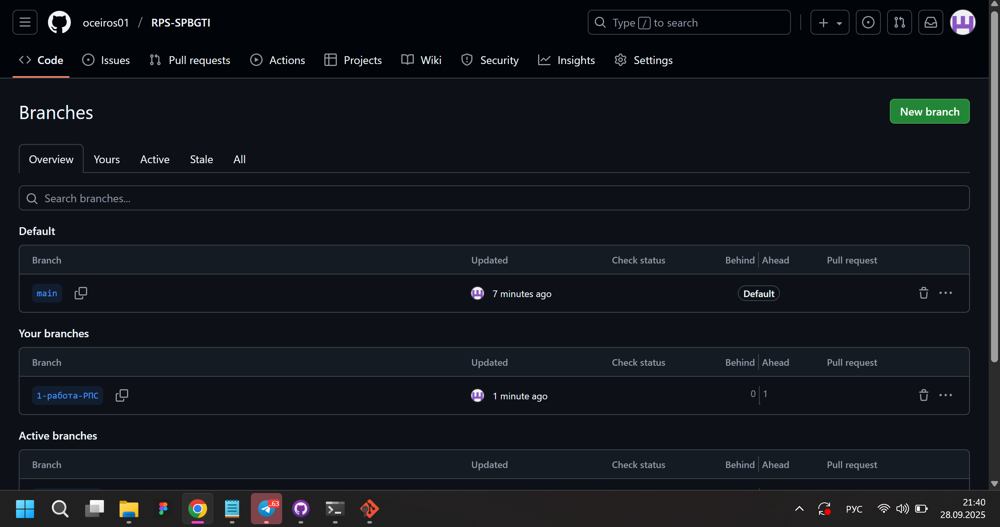 oceiros01 / RPS-SPBGTI
Type / to search
Code Issues Pull requests Actions Projects Wiki Security Insights Settings
Branches
New branch
Overview Yours Active Stale All
Search branches...
Default
Branch Updated Check status Behind Ahead Pull request
main 7 minutes ago Default
Your branches
Branch Updated Check status Behind Ahead Pull request
1-работа-РПС 1 minute ago 0 1
Active branches
Branch Updated Check status Behind Ahead Pull request
..63
РУС
21:40
28.09.2025